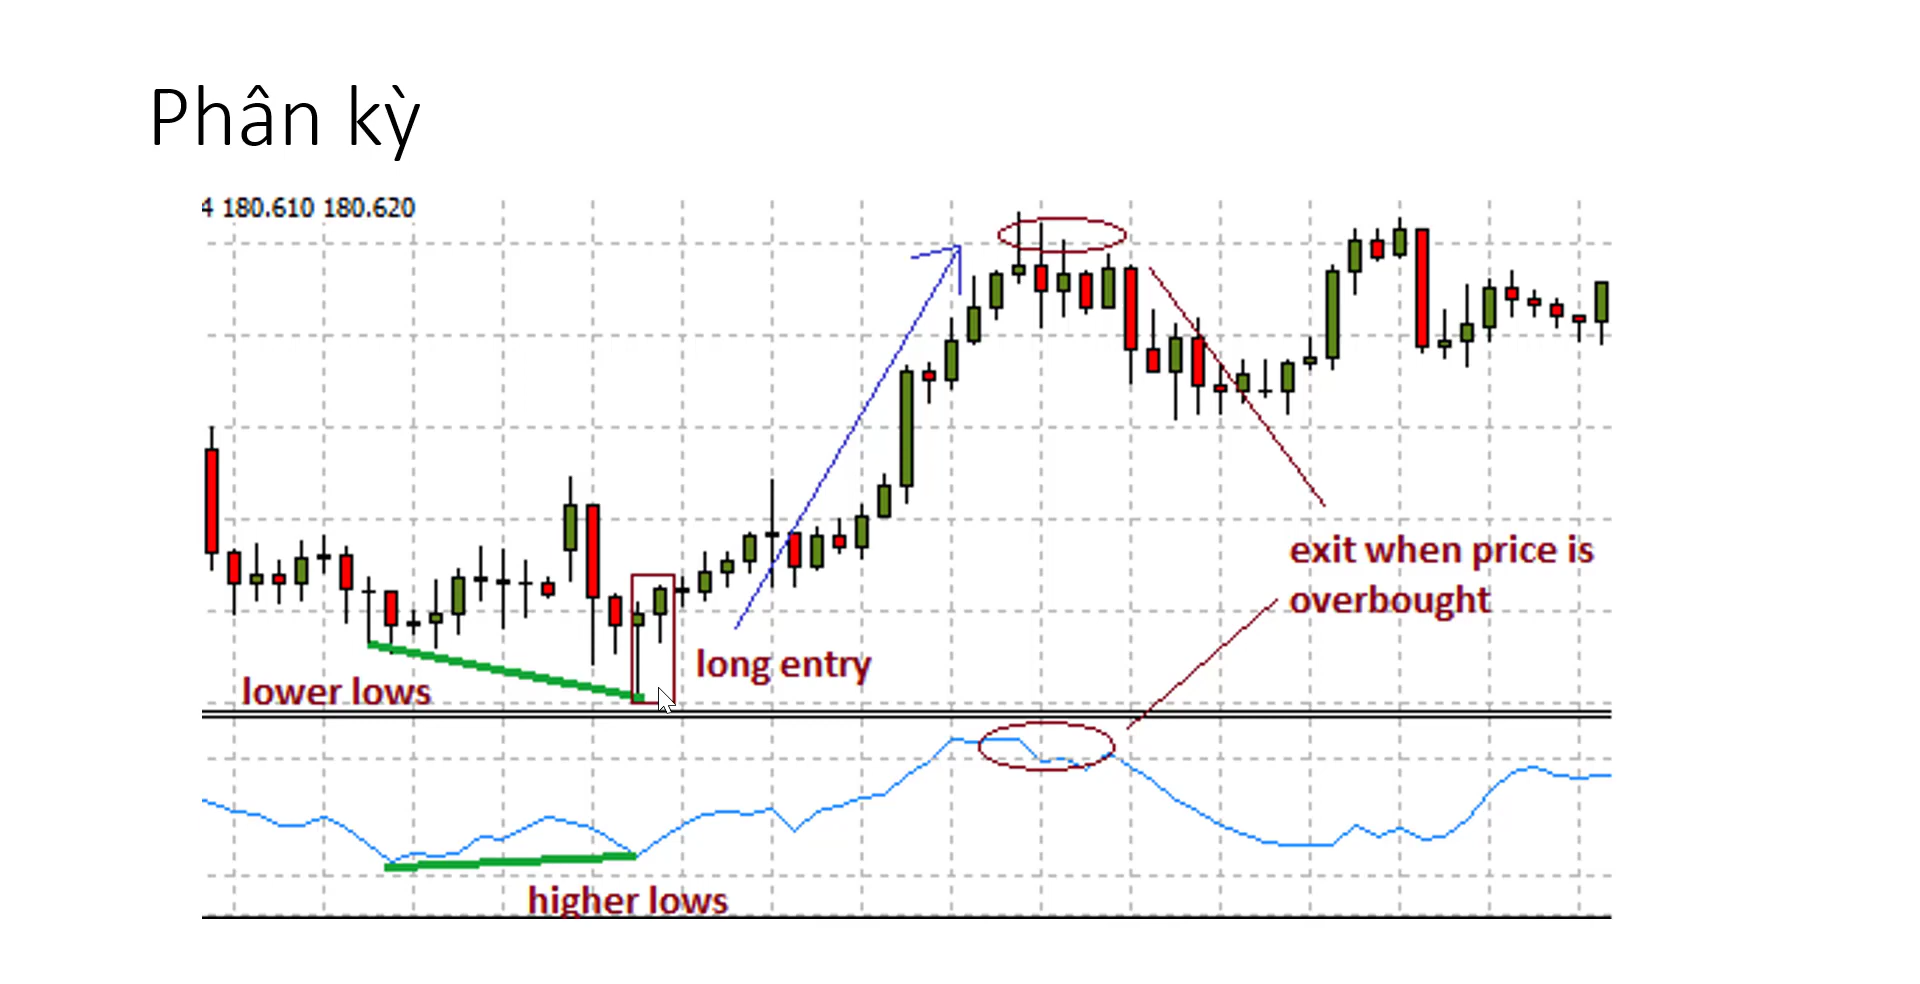 Phân kỳ
4 180.610 180.620
exit when price is
overbought
long entry
lower lows
higher lows